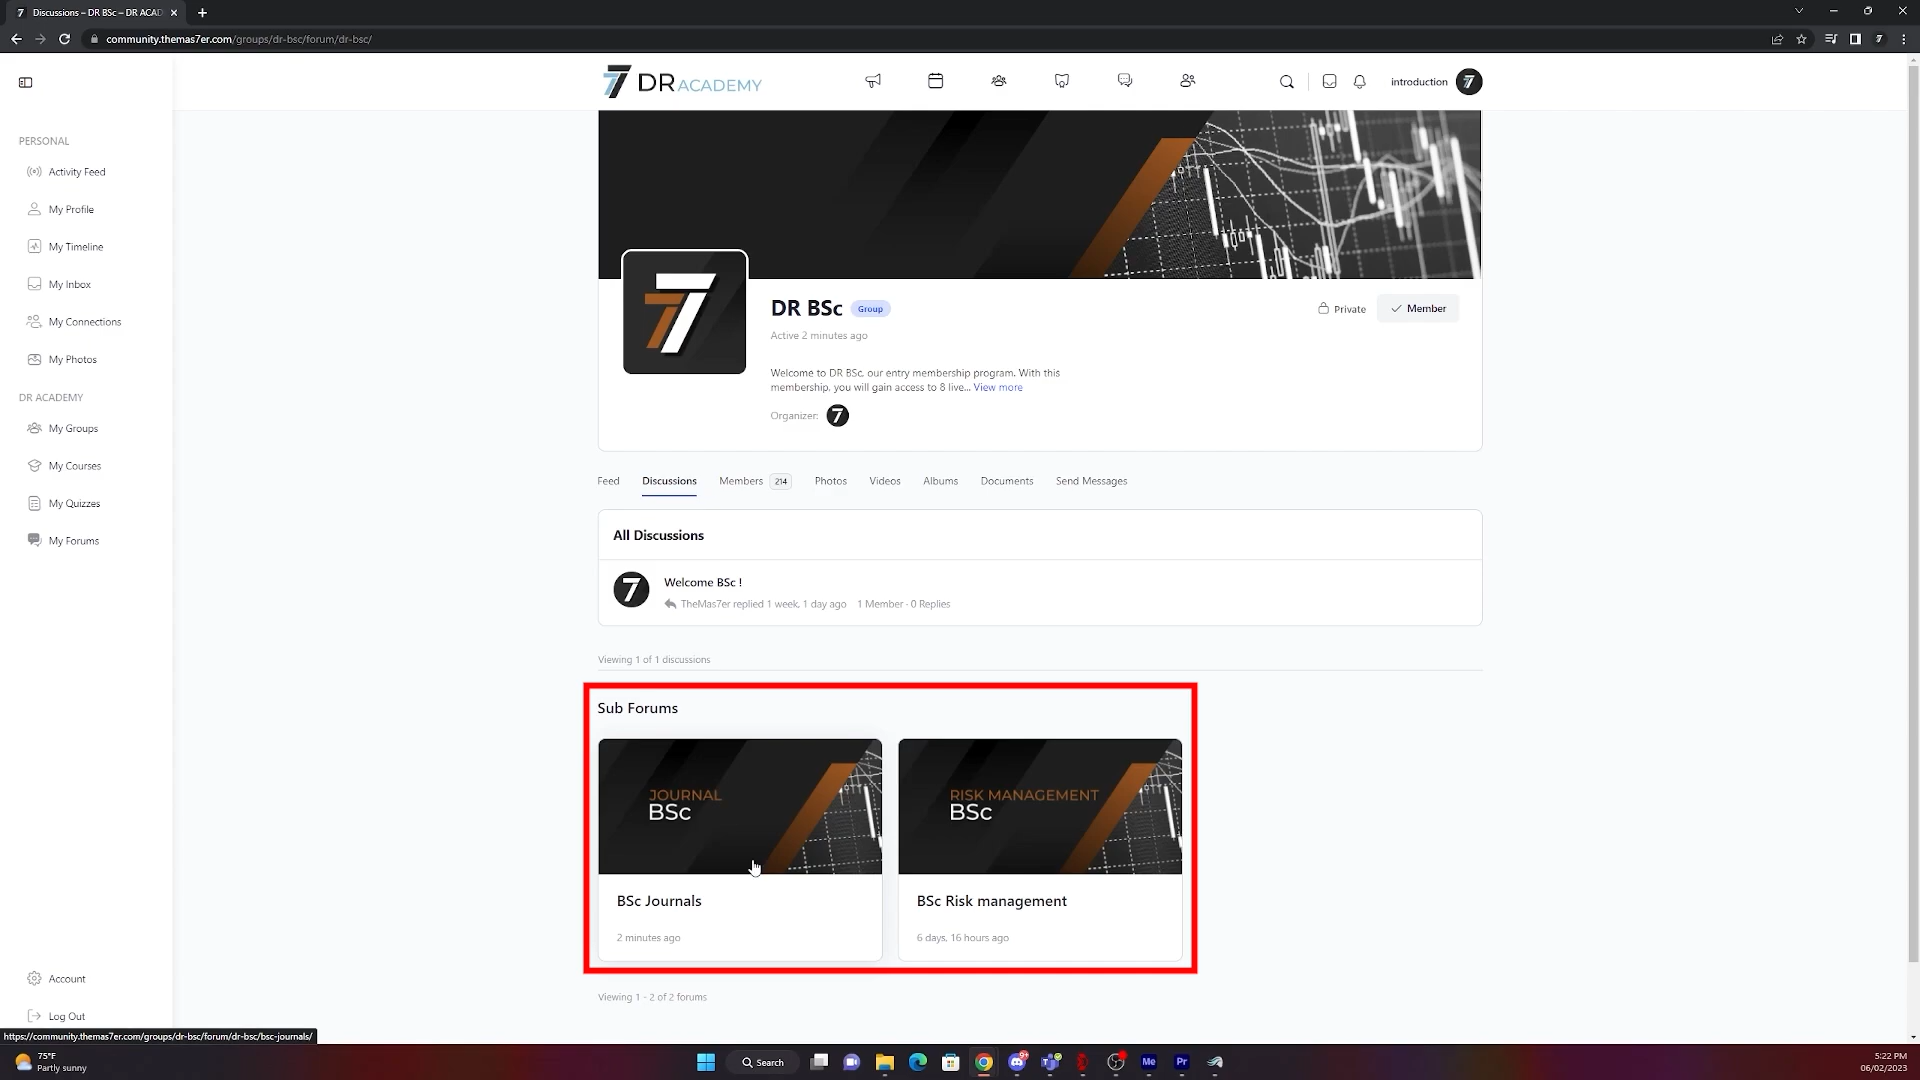 Discussions – DR BSc – DR ACAD
community.themas7er.com/groups/dr-bsc/forum/dr-bsc/
DR ACADEMY
introduction
PERSONAL
Activity Feed
My Profile
My Timeline
My Inbox
My Connections
My Photos
DR ACADEMY
My Groups
My Courses
My Quizzes
My Forums
Account
Log Out
DR BSc Group
Private
Member
Active 2 minutes ago
Welcome to DR BSc, our entry membership program. With this
membership, you will gain access to 8 live... View more
Organizer:
Feed Discussions Members 214 Photos Videos Albums Documents Send Messages
All Discussions
Welcome BSc !
TheMas7er replied 1 week, 1 day ago 1 Member · 0 Replies
Viewing 1 of 1 discussions
Sub Forums
JOURNAL
BSc
RISK MANAGEMENT
BSc
BSc Journals
2 minutes ago
BSc Risk management
6 days, 16 hours ago
Viewing 1 - 2 of 2 forums
https://community.themas7er.com/groups/dr-bsc/forum/dr-bsc/bsc-journals/
75°F
Partly sunny
Search
Me
Pr
5:22 PM
06/02/2023